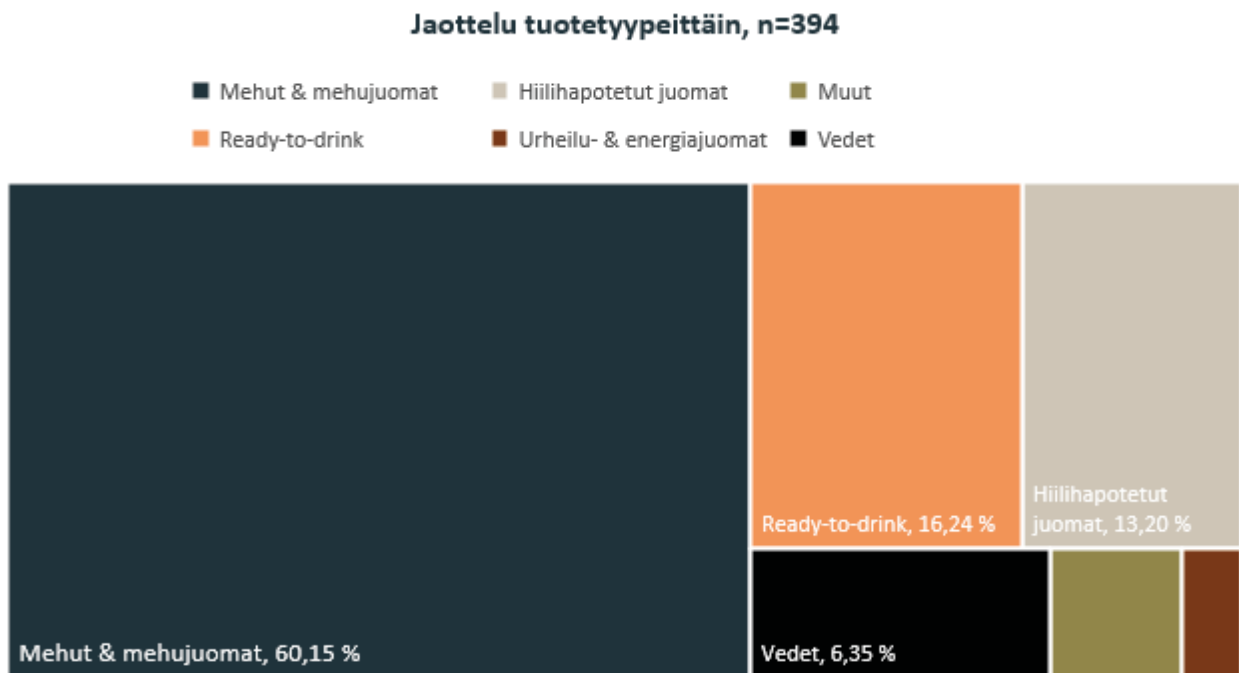 Jaottelu tuotetyypeittäin, n=394
Mehut & mehujuomat
Hiilihapotetut juomat
Muut
Ready-to-drink
Urheilu- & energiajuomat
Vedet
Hiilihapotetut
juomat, 13,20 %
Ready-to-drink, 16,24 %
Mehut & mehujuomat, 60,15 %
Vedet, 6,35 %